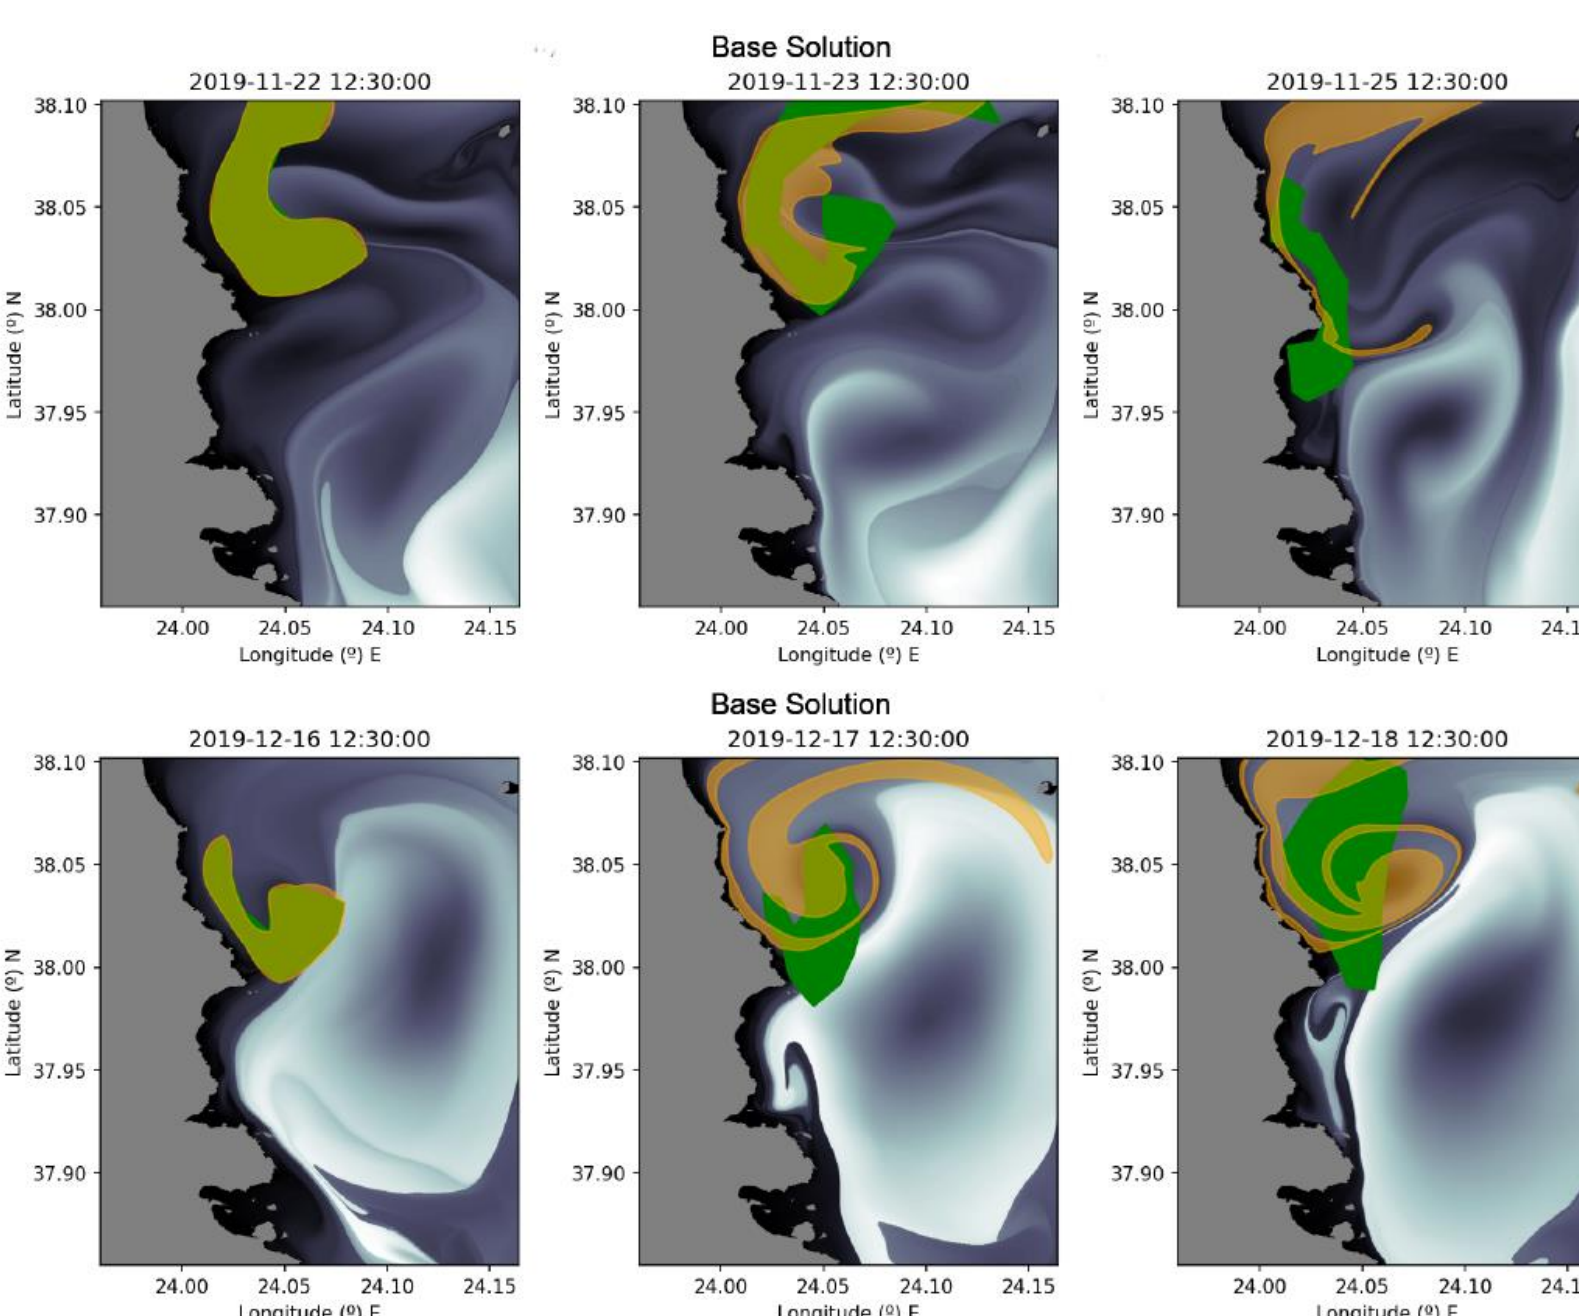 Base Solution
2019-11-22 12:30:00
2019-11-23 12:30:00
2019-11-25 12:30:00
38.10
38.05
38.00
37.95
37.90
Latitude (º) N
24.00 24.05 24.10 24.15
Longitude (º) E
38.10
38.05
38.00
37.95
37.90
Latitude (º) N
24.00 24.05 24.10 24.15
Longitude (º) E
38.10
38.05
38.00
37.95
37.90
Latitude (º) N
24.00 24.05 24.10 24.1
Longitude (º) E
Base Solution
2019-12-16 12:30:00
2019-12-17 12:30:00
2019-12-18 12:30:00
38.10
38.05
38.00
37.95
37.90
Latitude (º) N
24.00 24.05 24.10 24.15
Longitude (º) E
38.10
38.05
38.00
37.95
37.90
Latitude (º) N
24.00 24.05 24.10 24.15
Longitude (º) E
38.10
38.05
38.00
37.95
37.90
Latitude (º) N
24.00 24.05 24.10 24.1
Longitude (º) E